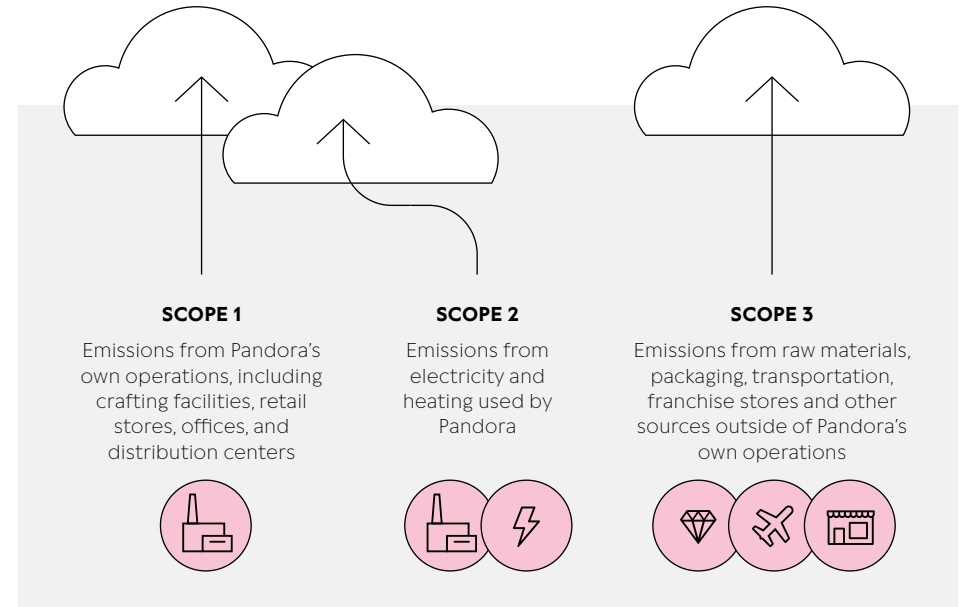 SCOPE 1
Emissions from Pandora’s
own operations, including
crafting facilities, retail
stores, offices, and
distribution centers
SCOPE 2
Emissions from
electricity and
heating used by
Pandora
SCOPE 3
Emissions from raw materials,
packaging, transportation,
franchise stores and other
sources outside of Pandora’s
own operations